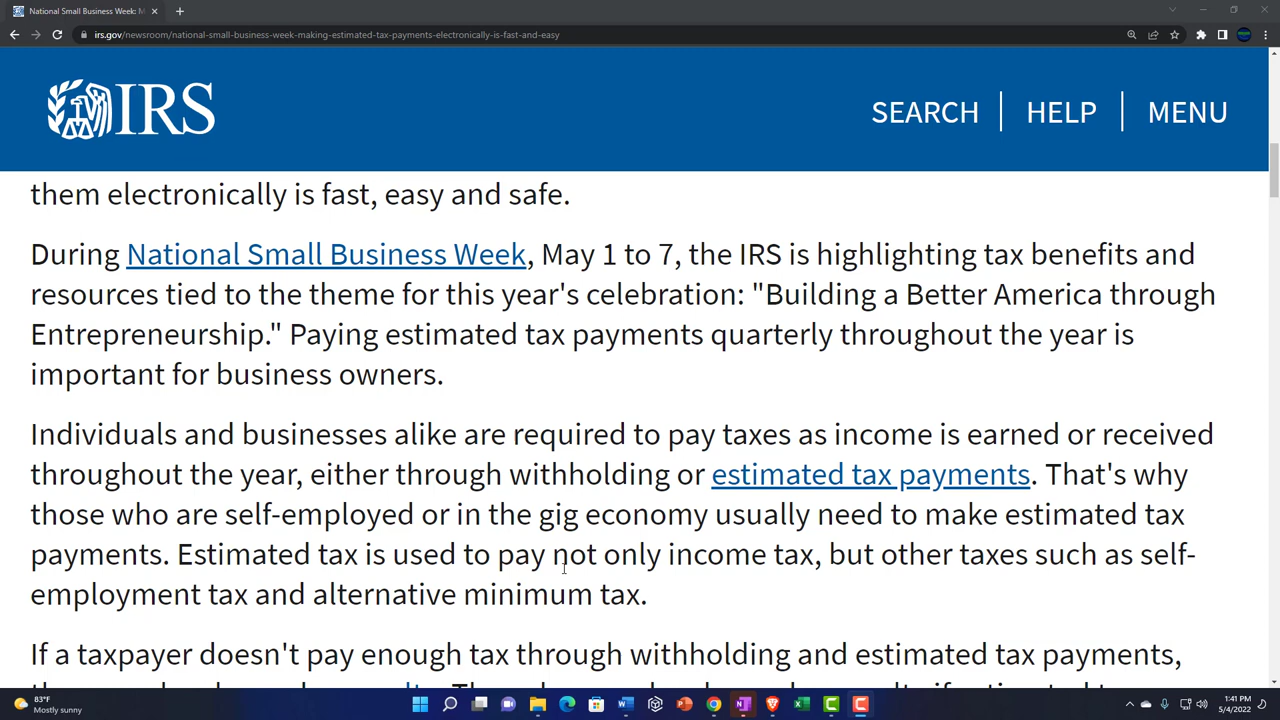 National Small Business Week: M
irs.gov/newsroom/national-small-business-week-making-estimated-tax-payments-electronically-is-fast-and-easy
IRS
SEARCH
HELP
MENU
them electronically is fast, easy and safe.
During National Small Business Week, May 1 to 7, the IRS is highlighting tax benefits and
resources tied to the theme for this year's celebration: "Building a Better America through
Entrepreneurship." Paying estimated tax payments quarterly throughout the year is
important for business owners.
Individuals and businesses alike are required to pay taxes as income is earned or received
throughout the year, either through withholding or estimated tax payments. That's why
those who are self-employed or in the gig economy usually need to make estimated tax
payments. Estimated tax is used to pay not only income tax, but other taxes such as self-
employment tax and alternative minimum tax.
If a taxpayer doesn't pay enough tax through withholding and estimated tax payments,
83°F
Mostly sunny
1:41 PM
5/4/2022